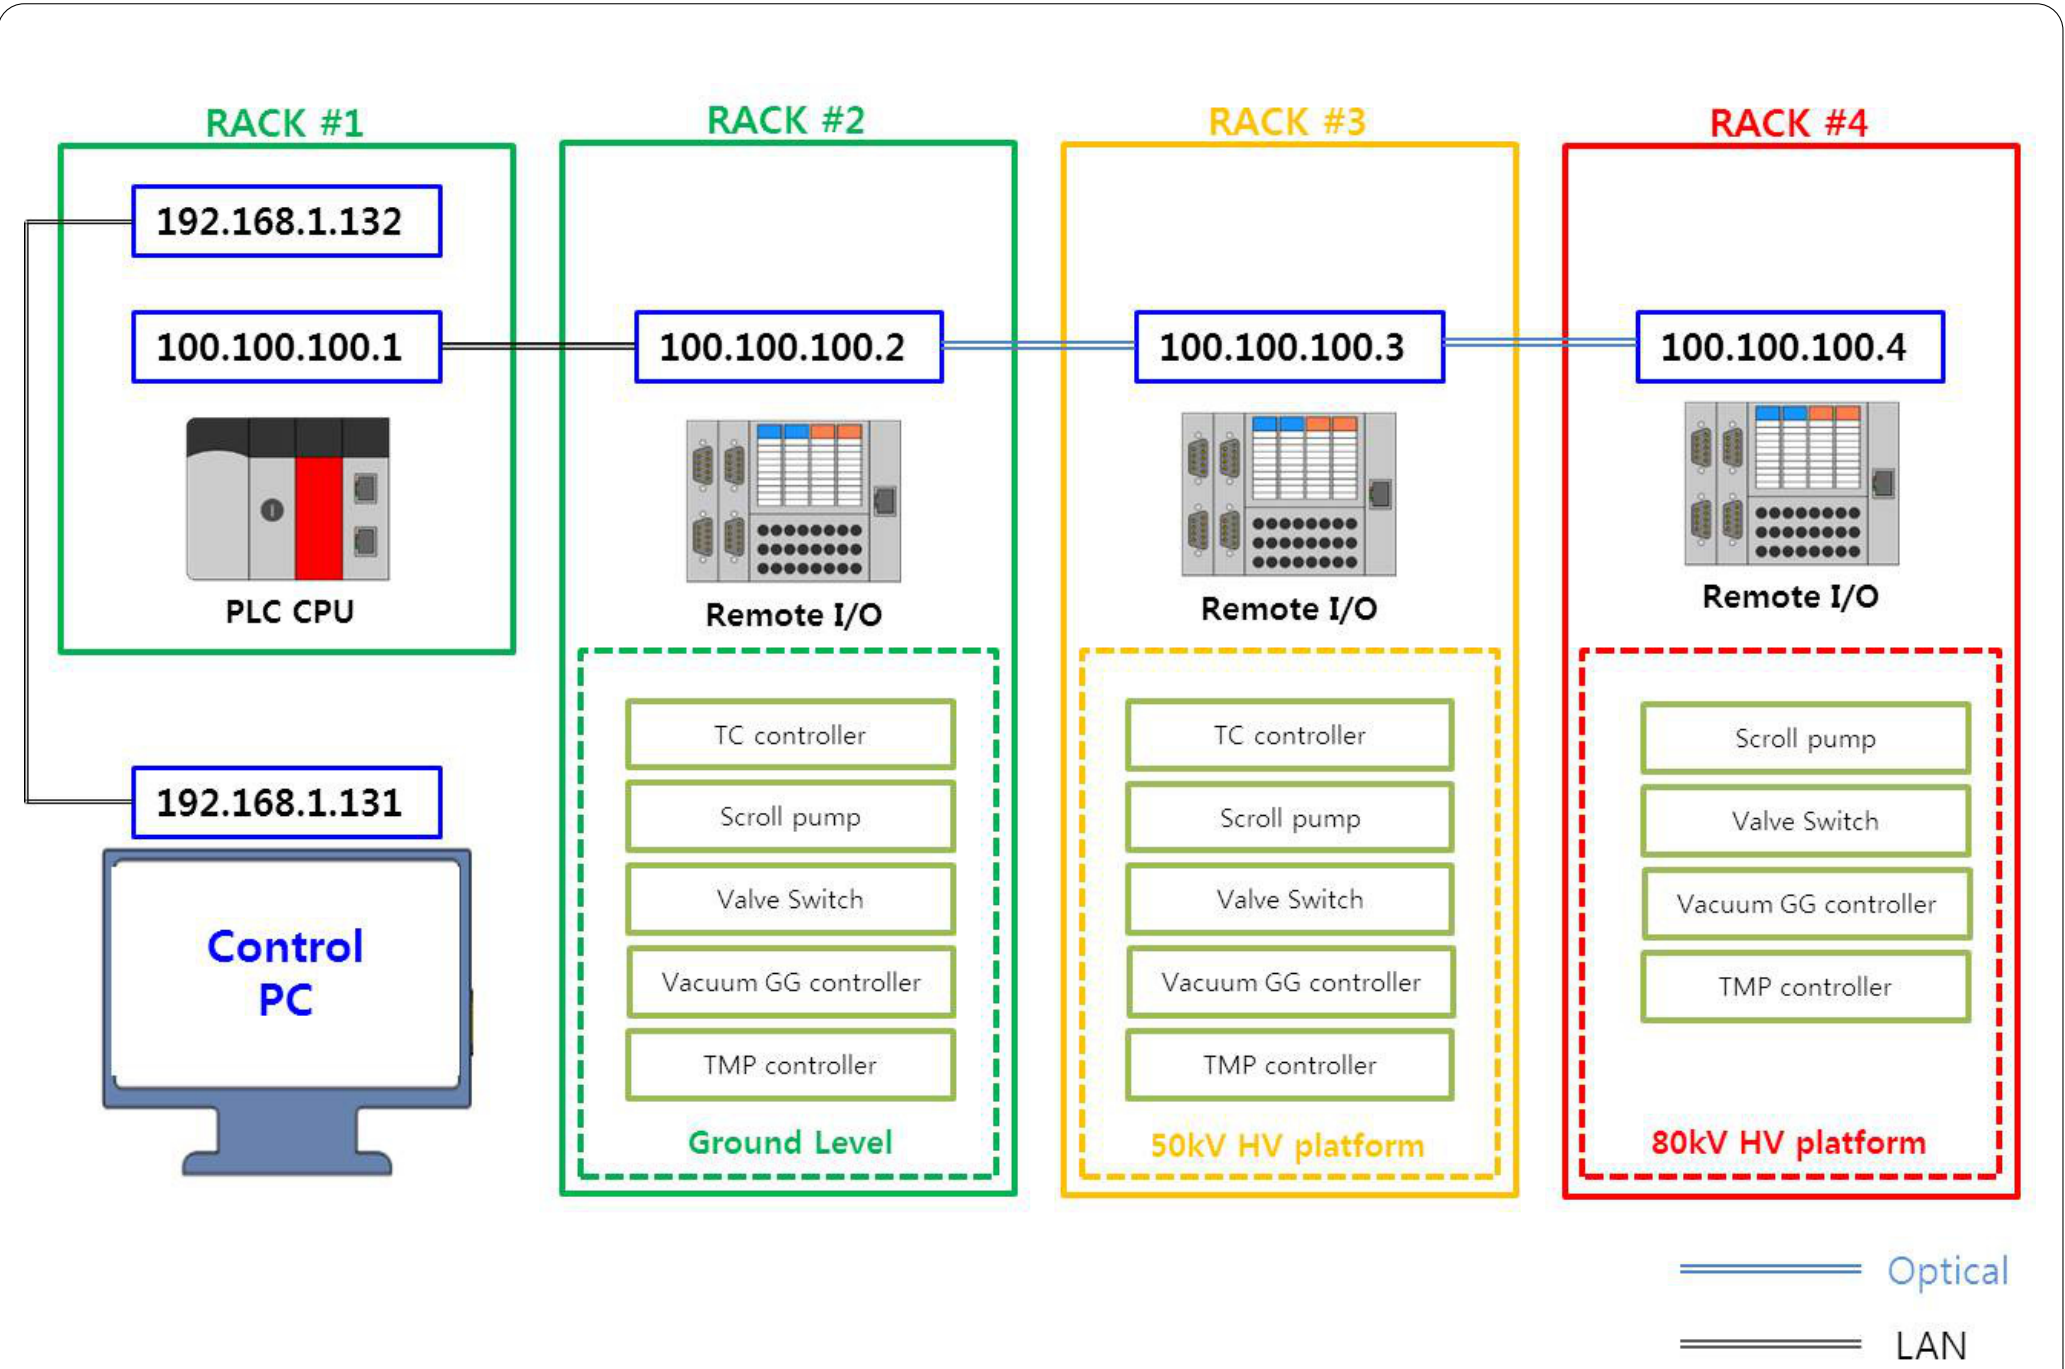 RACK #1
192.168.1.132
100.100.100.1
PLC CPU
192.168.1.131
Control
PC
RACK #2
100.100.100.2
Remote I/O
TC controller
Scroll pump
Valve Switch
Vacuum GG controller
TMP controller
Ground Level
RACK #3
100.100.100.3
Remote I/O
TC controller
Scroll pump
Valve Switch
Vacuum GG controller
TMP controller
50kV HV platform
RACK #4
100.100.100.4
Remote I/O
Scroll pump
Valve Switch
Vacuum GG controller
TMP controller
80kV HV platform
Optical
LAN